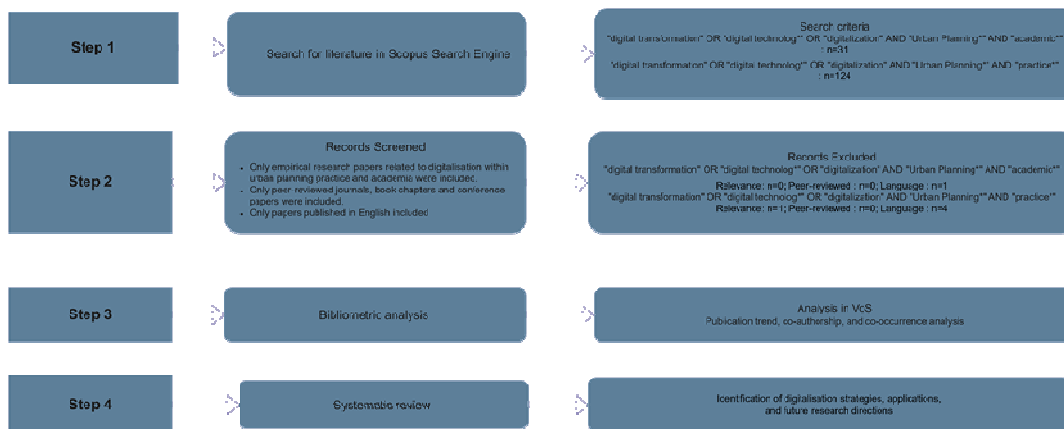 Step 1
Search for literature in Scopus Search Engine
Search criteria
"digital transformation" OR "digital technolog*" OR "digitalization" AND "Urban Planning*" AND "academic*"
: n=31
"digital transformation" OR "digital technolog*" OR "digitalization" AND "Urban Planning*" AND "practice*"
: n=124
Step 2
Records Screened
• Only empirical research papers related to digitalisation within
urban planning practice and academic were included.
• Only peer reviewed journals, book chapters and conference
papers were included.
• Only papers published in English included
Records Excluded
"digital transformation" OR "digital technolog*" OR "digitalization" AND "Urban Planning*" AND "academic*"
Relevance: n=0; Peer-reviewed : n=0; Language : n=1
"digital transformation" OR "digital technolog*" OR "digitalization" AND "Urban Planning*" AND "practice*"
Relevance: n=1; Peer-reviewed : n=0; Language : n=4
Step 3
Bibliometric analysis
Analysis in VoS
Publication trend, co-authorship, and co-occurrence analysis
Step 4
Systematic review
Identification of digitalisation strategies, applications,
and future research directions